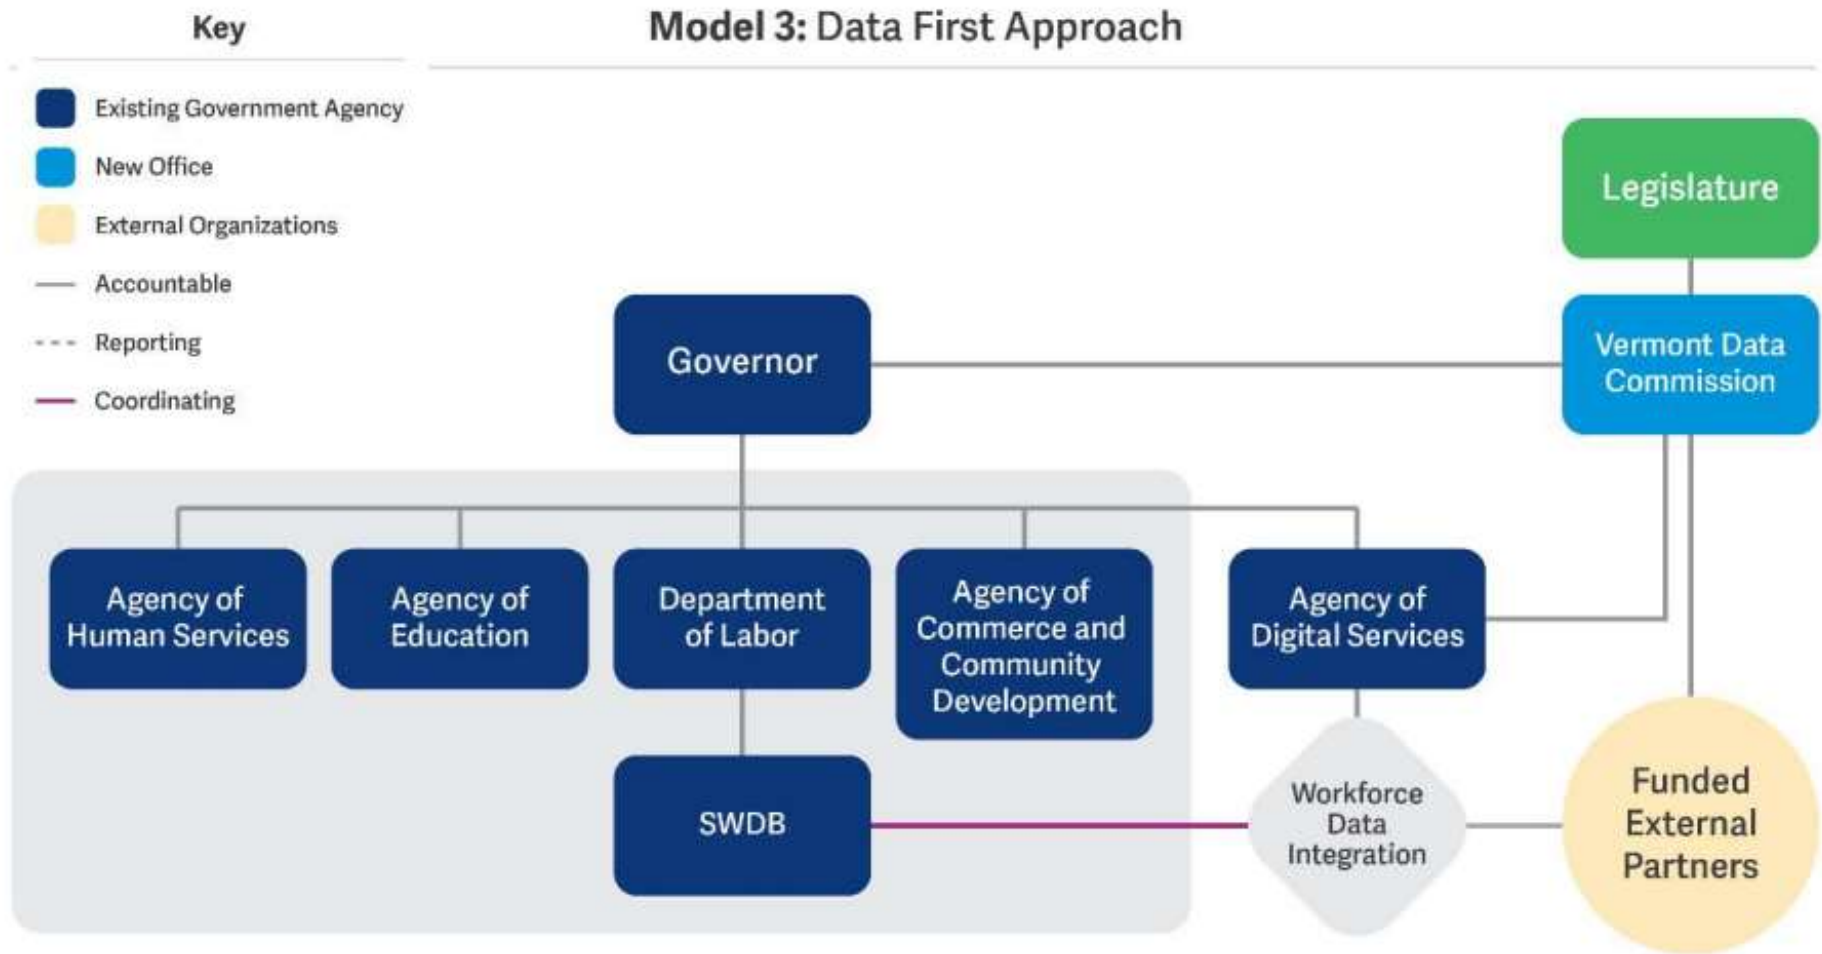 Key
Model 3: Data First Approach
Existing Government Agency
New Office
External Organizations
Accountable
Reporting
Coordinating
Legislature
Governor
Vermont Data
Commission
Agency of
Human Services
Agency of
Education
Department
of Labor
Agency of
Commerce and
Community
Development
Agency of
Digital Services
SWDB
Workforce
Data
Integration
Funded
External
Partners